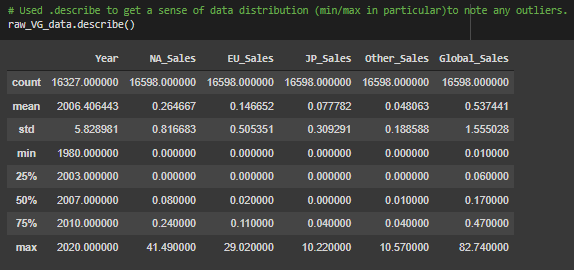 # Used .describe to get a sense of data distribution (min/max in particular)to note any outliers.
raw_VG_data.describe()
Year NA_Sales EU_Sales JP_Sales Other_Sales Global_Sales
count 16327.000000 16598.000000 16598.000000 16598.000000 16598.000000 16598.000000
mean 2006.406443 0.264667 0.146652 0.077782 0.048063 0.537441
std 5.828981 0.816683 0.505351 0.309291 0.188588 1.555028
min 1980.000000 0.000000 0.000000 0.000000 0.000000 0.010000
25% 2003.000000 0.000000 0.000000 0.000000 0.000000 0.060000
50% 2007.000000 0.080000 0.020000 0.000000 0.010000 0.170000
75% 2010.000000 0.240000 0.110000 0.040000 0.040000 0.470000
max 2020.000000 41.490000 29.020000 10.220000 10.570000 82.740000